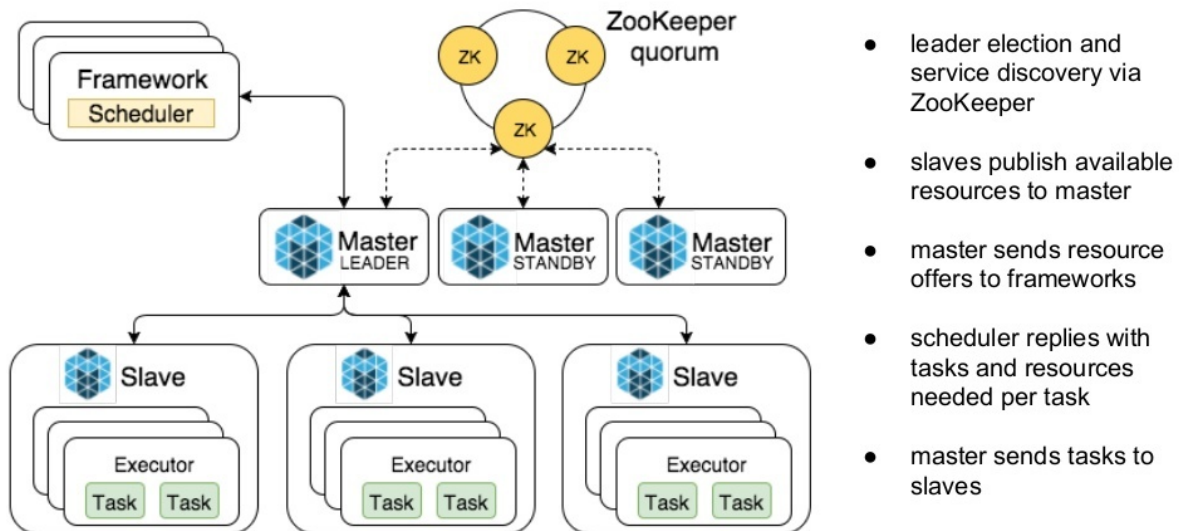 Framework
Scheduler
ZooKeeper
quorum
ZK
ZK
ZK
Master
LEADER
Master
STANDBY
Master
STANDBY
Slave
Executor
Task Task
Slave
Executor
Task Task
Slave
Executor
Task Task
● leader election and
service discovery via
ZooKeeper
● slaves publish available
resources to master
● master sends resource
offers to frameworks
● scheduler replies with
tasks and resources
needed per task
● master sends tasks to
slaves